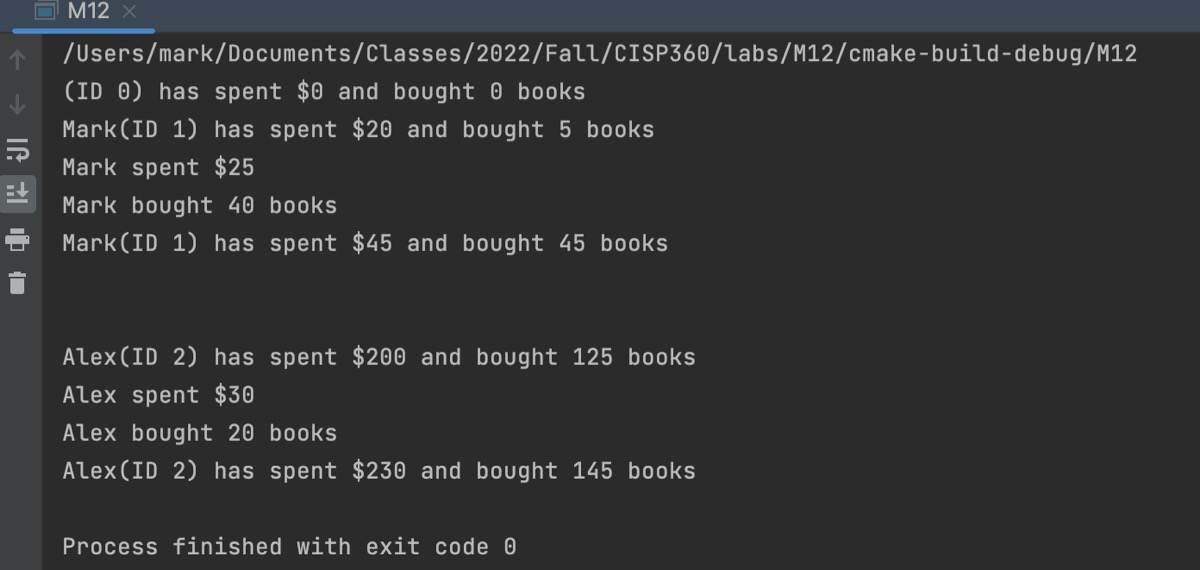 M12
/Users/mark/Documents/Classes/2022/Fall/CISP360/labs/M12/cmake-build-debug/M12
(ID 0) has spent $0 and bought 0 books
Mark(ID 1) has spent $20 and bought 5 books
Mark spent $25
Mark bought 40 books
Mark(ID 1) has spent $45 and bought 45 books
Alex(ID 2) has spent $200 and bought 125 books
Alex spent $30
Alex bought 20 books
Alex(ID 2) has spent $230 and bought 145 books
Process finished with exit code 0